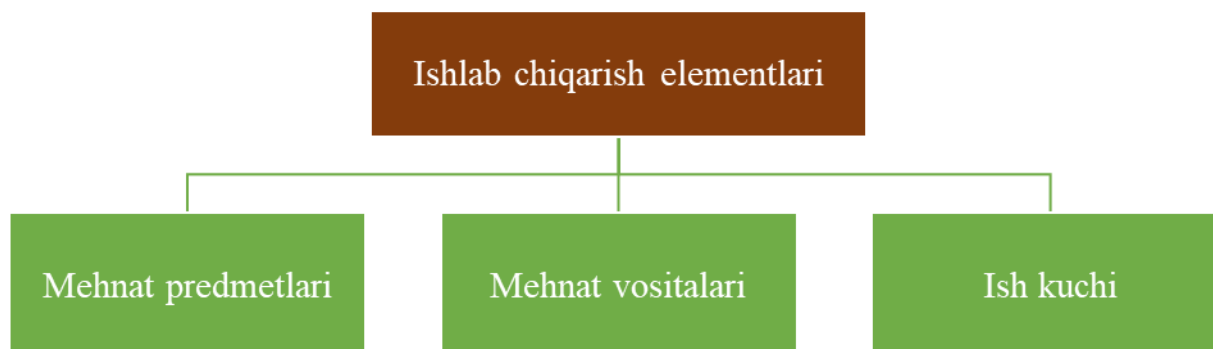 Ishlab chiqarish elementlari
Mehnat predmetlari
Mehnat vositalari
Ish kuchi